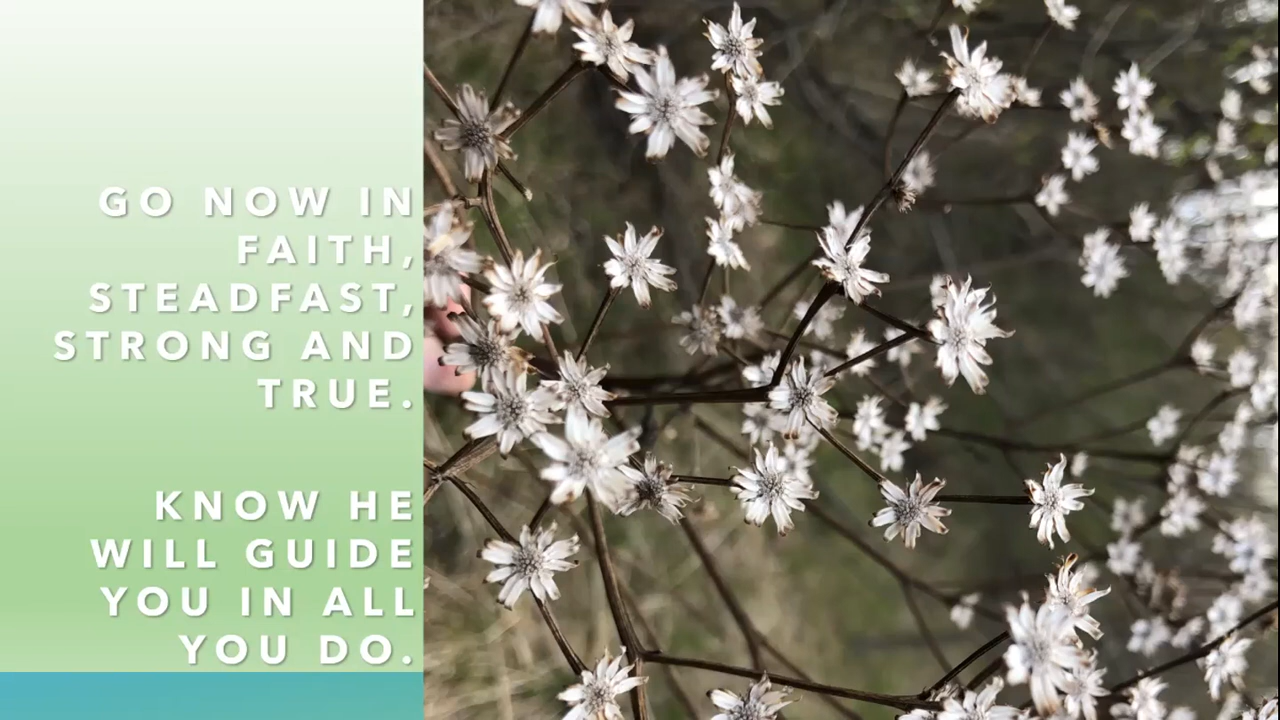 GO NOW IN
FAITH,
STEADFAST,
STRONG AND
TRUE.
KNOW HE
WILL GUIDE
YOU IN ALL
YOU DO.